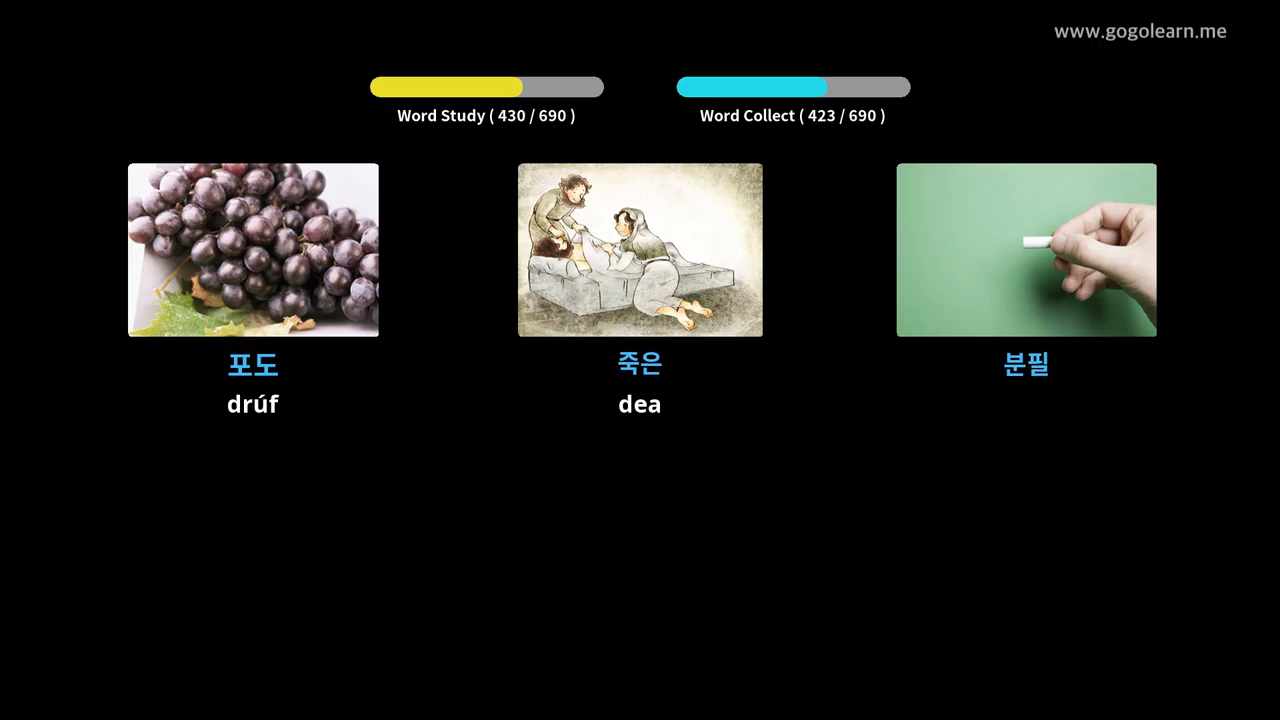 www.gogolearn.me
Word Study ( 430 / 690 )
Word Collect ( 423 / 690 )
포도
죽은
분필
drúf
dea